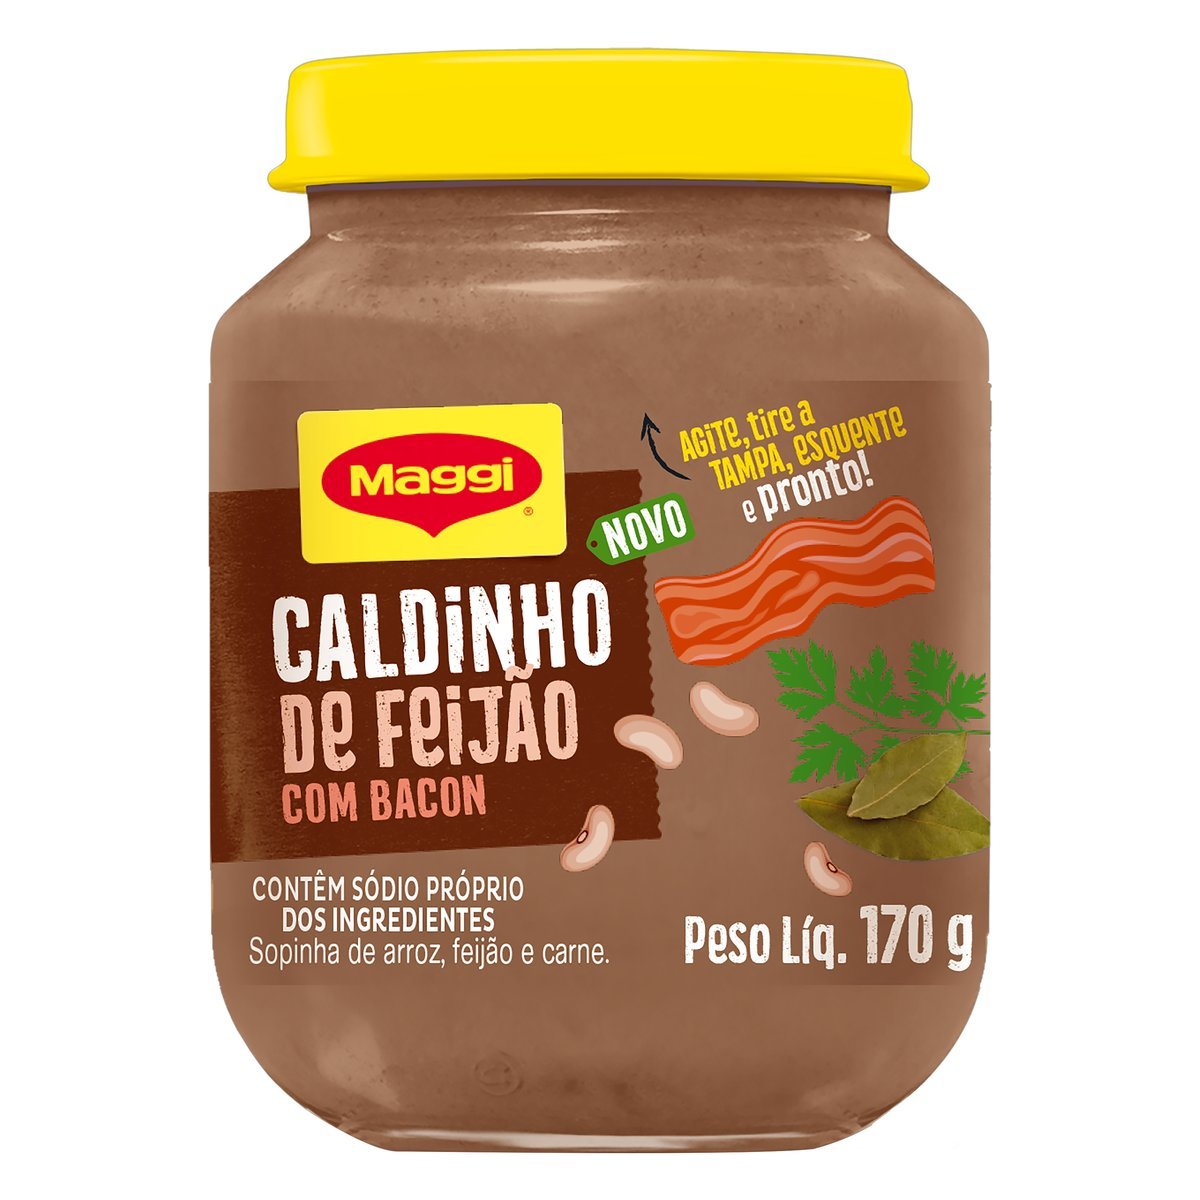 Maggi
®
AGITE, tire a
TAMPA, esquente
e pronto!
NOVO
CALDINHO
De FeiJÃO
COM BACON
CONTÊM SÓDIO PRÓPRIO
DOS INGREDIENTES
Sopinha de arroz, feijão e carne.
Peso Líq. 170 g